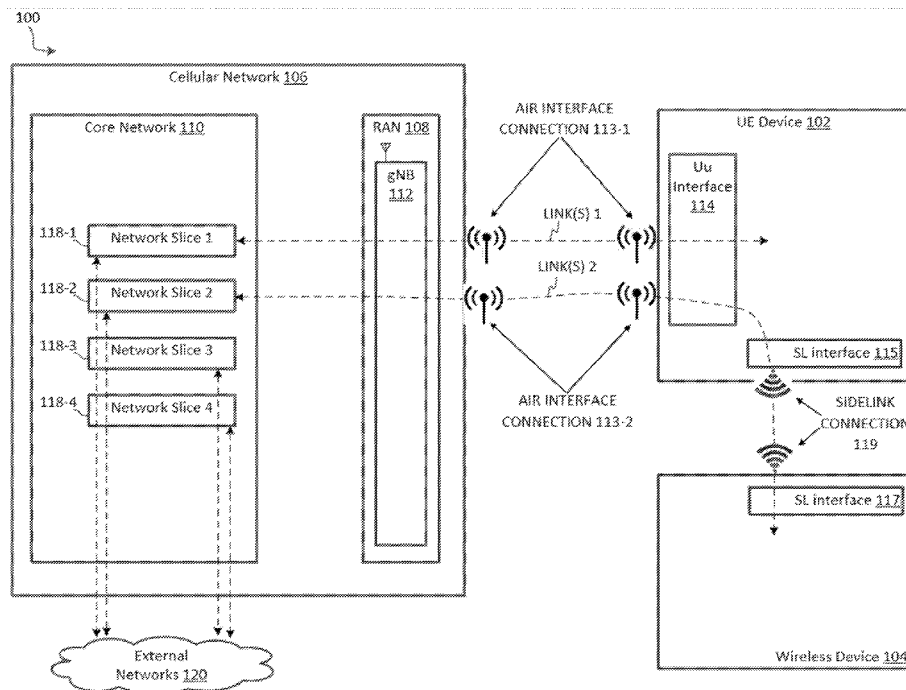 100
Cellular Network 106
Core Network 110
RAN 108
gNB
112
118-1
Network Slice 1
118-2
Network Slice 2
118-3
Network Slice 3
118-4
Network Slice 4
External
Networks 120
AIR INTERFACE
CONNECTION 113-1
LINK(S) 1
LINK(S) 2
AIR INTERFACE
CONNECTION 113-2
UE Device 102
Uu
Interface
114
SL interface 115
SIDELINK
CONNECTION
119
SL interface 117
Wireless Device 104